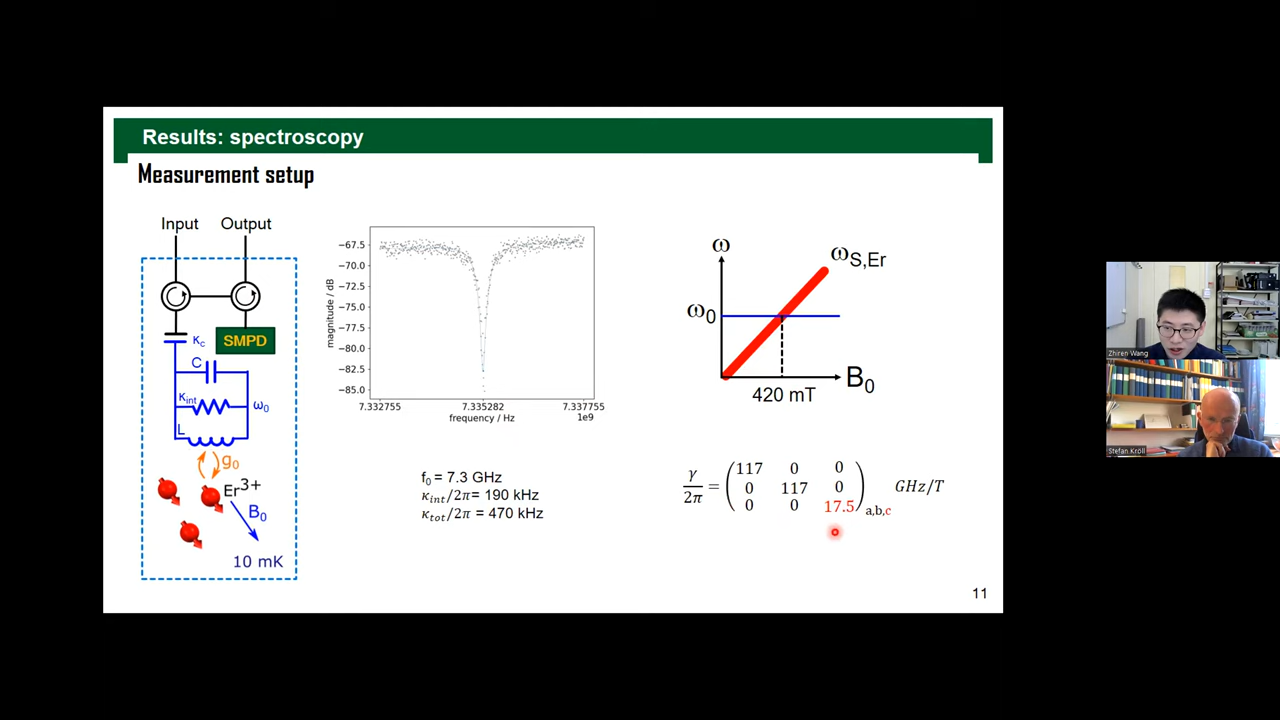 Results: spectroscopy
Measurement setup
Input Output
κc
SMPD
C
κint
ω0
L
g0
Er3+
B0
10 mK
magnitude / dB
−67.5
−70.0
−72.5
−75.0
−77.5
−80.0
−82.5
−85.0
7.332755 7.335282 7.337755
frequency / Hz 1e9
f0 = 7.3 GHz
κint/2π= 190 kHz
κtot/2π = 470 kHz
ω
ωS,Er
ω0
B0
420 mT
γ/2π = (117 0 0
0 117 0
0 0 17.5)a,b,c GHz/T
11
Zhiren Wang
Stefan Kröll